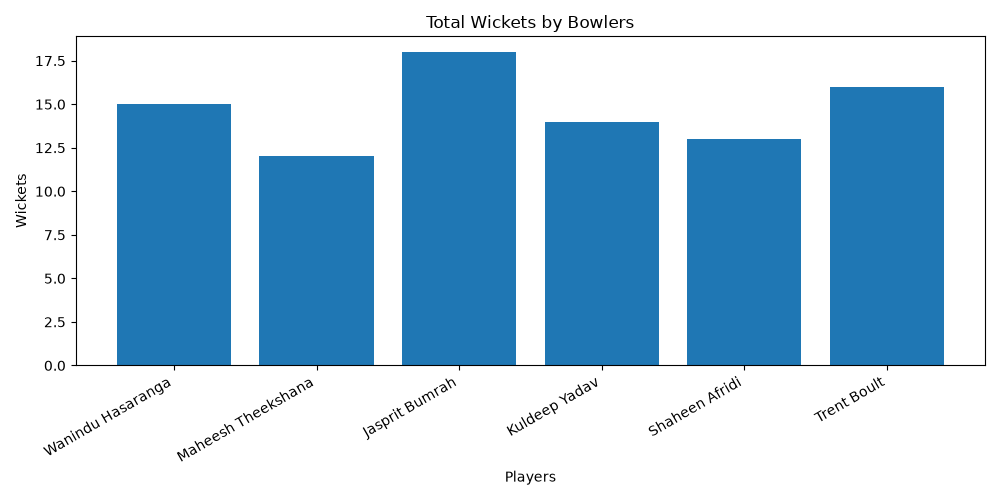 Total Wickets by Bowlers
Wickets
17.5
15.0
12.5
10.0
7.5
5.0
2.5
0.0
Wanindu Hasaranga
Maheesh Theekshana
Jasprit Bumrah
Kuldeep Yadav
Shaheen Afridi
Trent Boult
Players